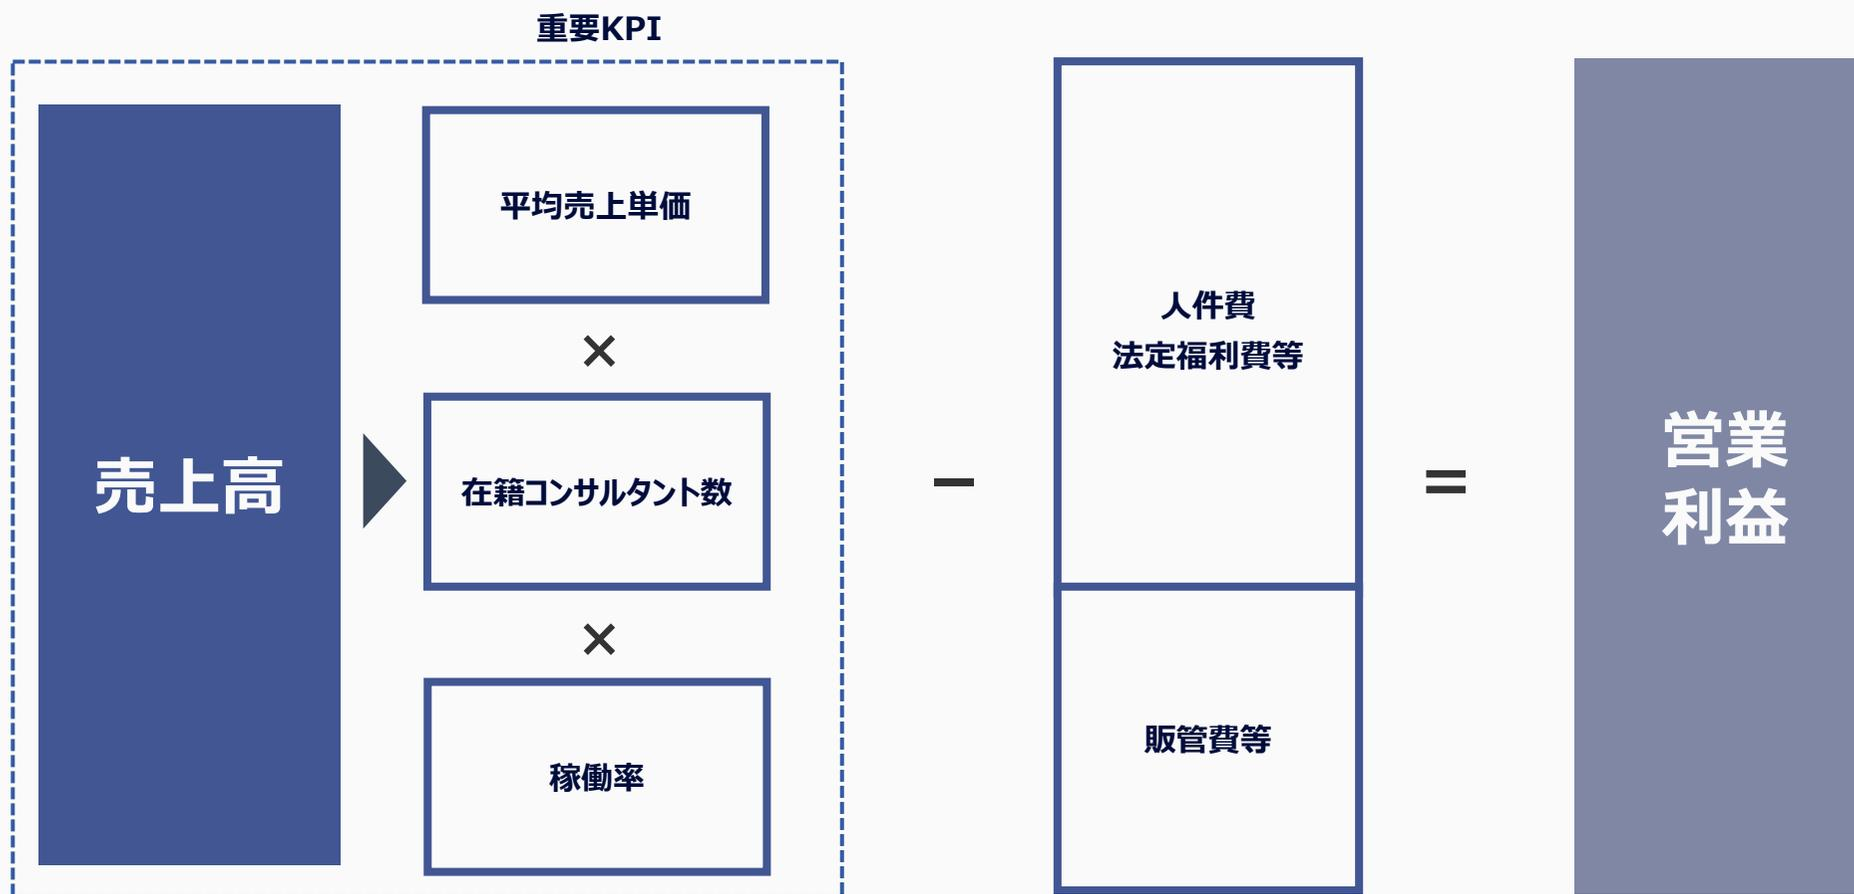 重要KPI
売上高
平均売上単価
×
在籍コンサルタント数
×
稼働率
－
人件費
法定福利費等
販管費等
=
営業
利益